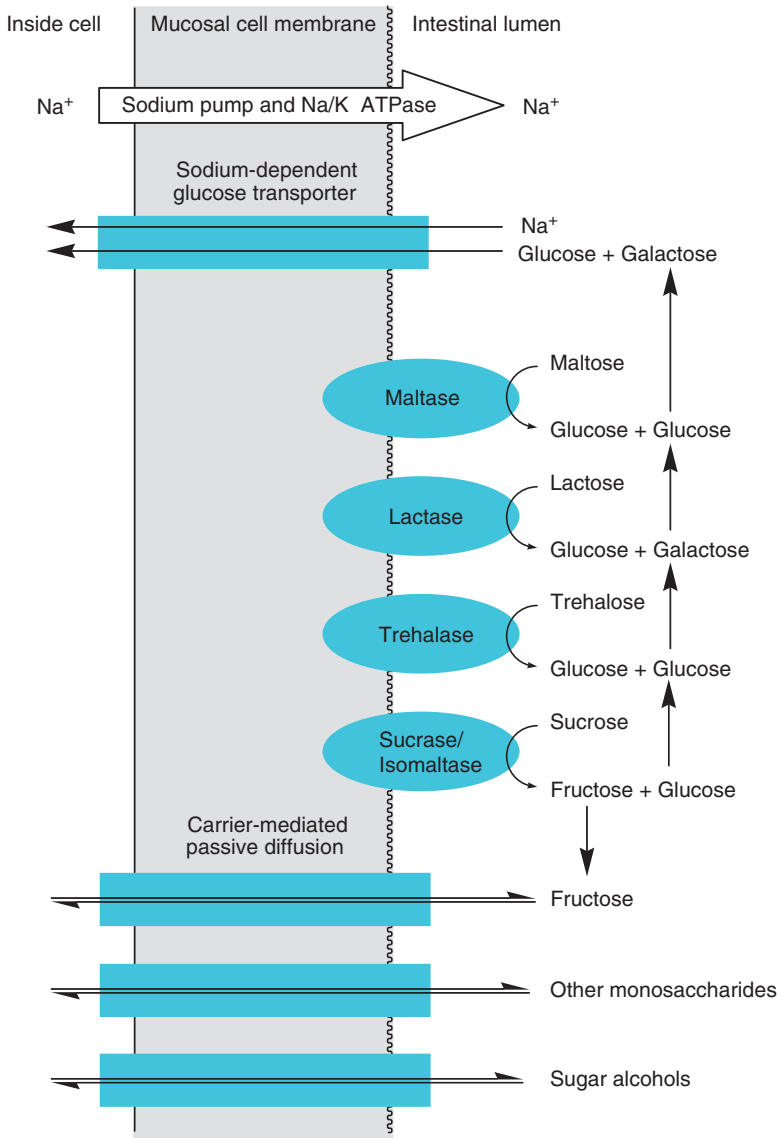 Inside cell Mucosal cell membrane Intestinal lumen
Na⁺ Sodium pump and Na/K ATPase Na⁺
Sodium-dependent
glucose transporter
Na⁺
Glucose + Galactose
Maltose
Maltase
Glucose + Glucose
Lactose
Lactase
Glucose + Galactose
Trehalose
Trehalase
Glucose + Glucose
Sucrose
Sucrase/
Isomaltase
Fructose + Glucose
Carrier-mediated
passive diffusion
Fructose
Other monosaccharides
Sugar alcohols